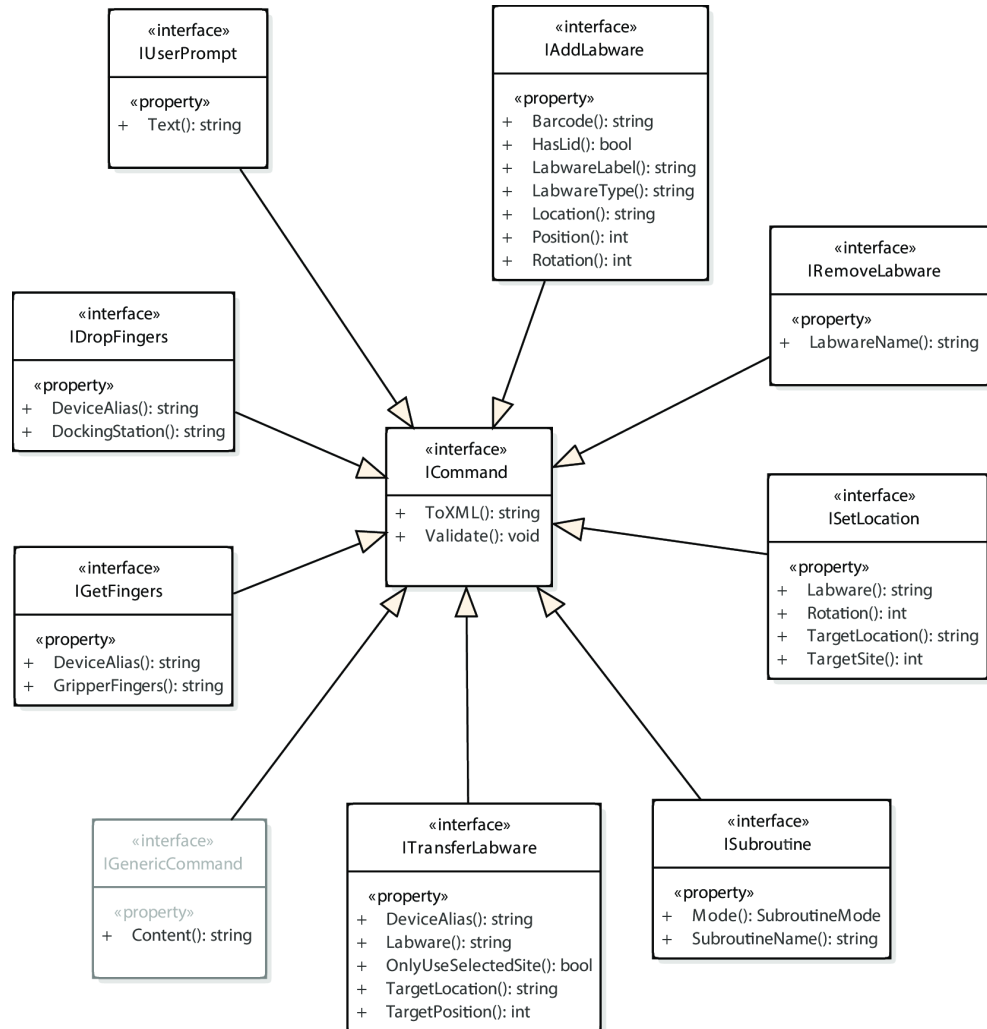 «interface»
IUserPrompt
«property»
+ Text(): string
«interface»
IAddLabware
«property»
+ Barcode(): string
+ HasLid(): bool
+ LabwareLabel(): string
+ LabwareType(): string
+ Location(): string
+ Position(): int
+ Rotation(): int
«interface»
IRemoveLabware
«property»
+ LabwareName(): string
«interface»
IDropFingers
«property»
+ DeviceAlias(): string
+ DockingStation(): string
«interface»
ICommand
+ ToXML(): string
+ Validate(): void
«interface»
ISetLocation
«property»
+ Labware(): string
+ Rotation(): int
+ TargetLocation(): string
+ TargetSite(): int
«interface»
IGetFingers
«property»
+ DeviceAlias(): string
+ GripperFingers(): string
«interface»
IGenericCommand
«property»
+ Content(): string
«interface»
ITransferLabware
«property»
+ DeviceAlias(): string
+ Labware(): string
+ OnlyUseSelectedSite(): bool
+ TargetLocation(): string
+ TargetPosition(): int
«interface»
ISubroutine
«property»
+ Mode(): SubroutineMode
+ SubroutineName(): string